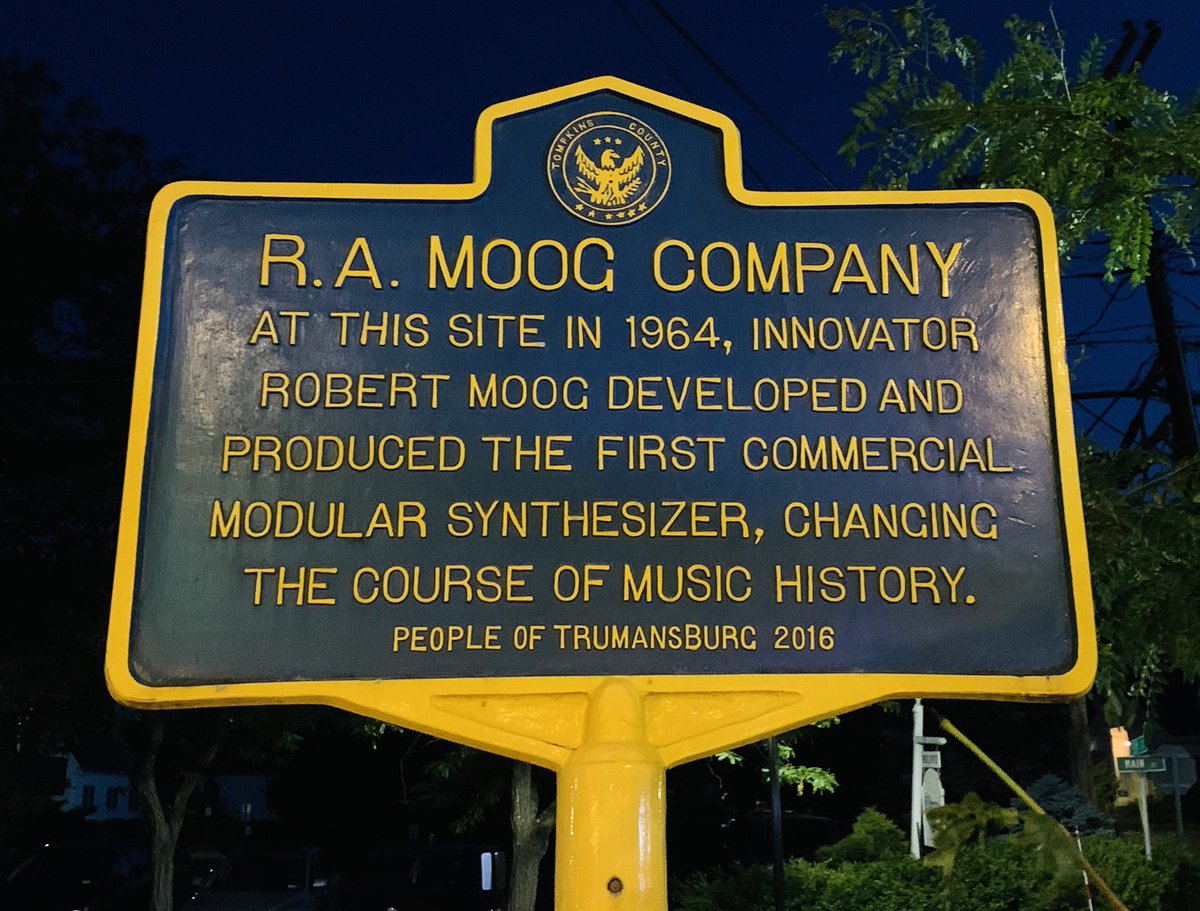 TOMPKINS COUNTY
R.A. MOOG COMPANY
AT THIS SITE IN 1964, INNOVATOR
ROBERT MOOG DEVELOPED AND
PRODUCED THE FIRST COMMERCIAL
MODULAR SYNTHESIZER, CHANGING
THE COURSE OF MUSIC HISTORY.
PEOPLE OF TRUMANSBURG 2016
MAIN